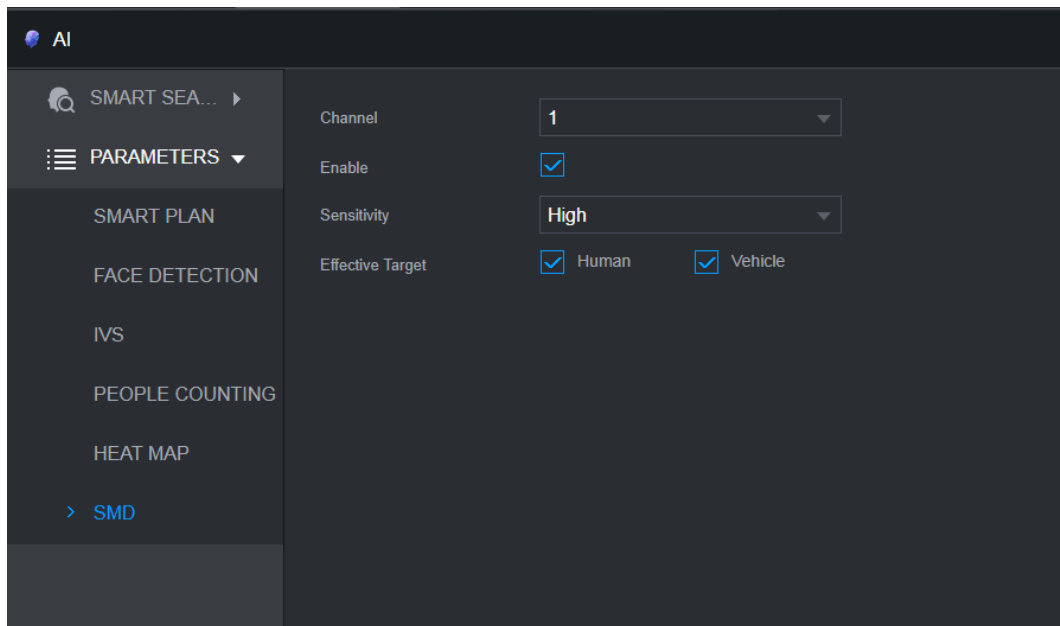 AI
SMART SEA...
PARAMETERS
SMART PLAN
FACE DETECTION
IVS
PEOPLE COUNTING
HEAT MAP
SMD
Channel 1
Enable
Sensitivity High
Effective Target Human Vehicle